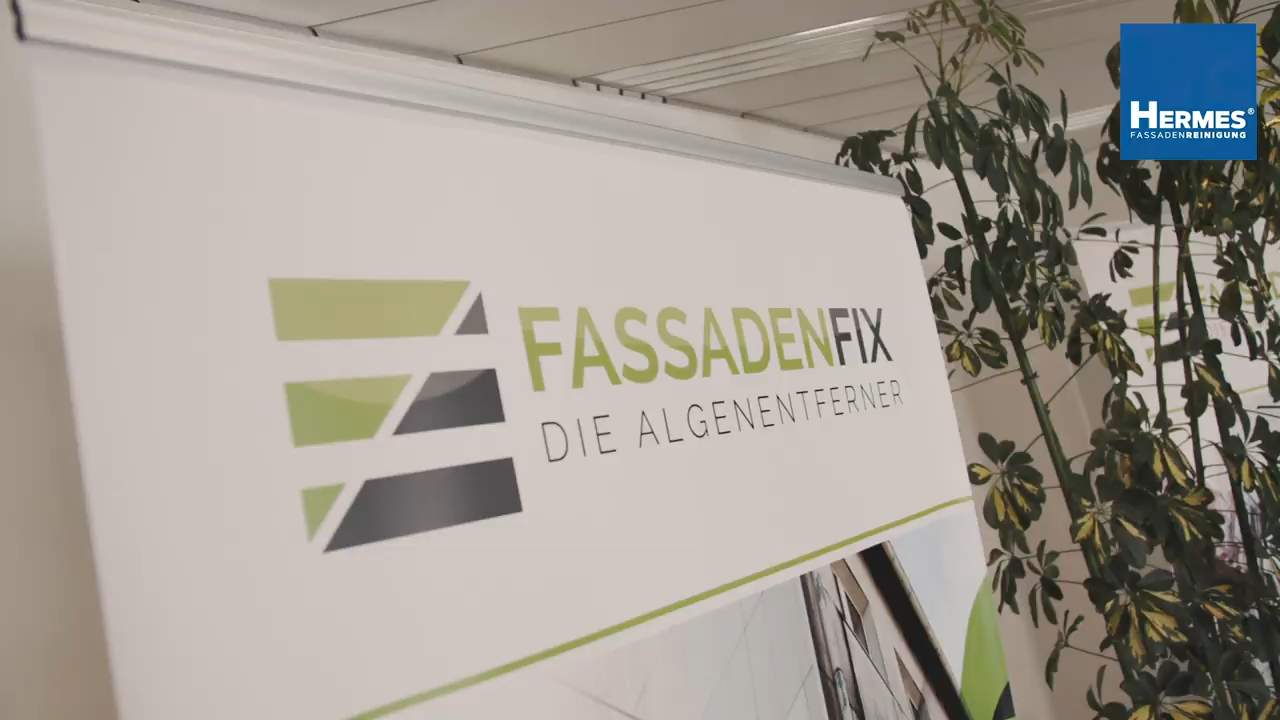 HERMES®
FASSADENREINIGUNG
FASSADENFIX
DIE ALGENENTFERNER